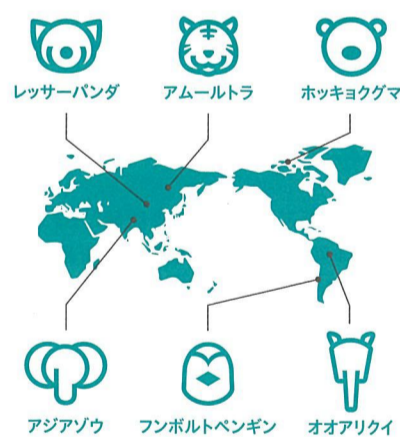 レッサーパンダ
アムールトラ
ホッキョクグマ
アジアゾウ
フンボルトペンギン
オオアリクイ